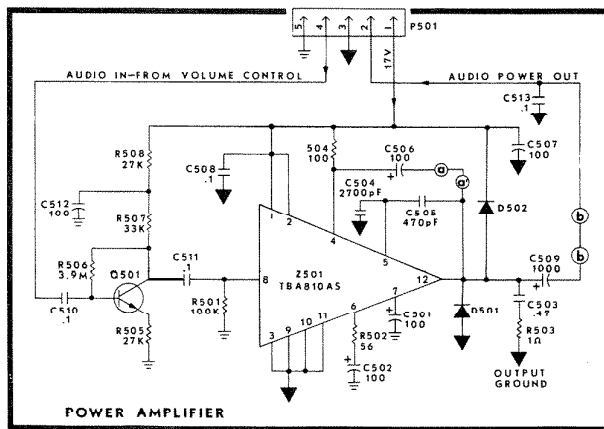 5 4 3 2 1
P501
17V
AUDIO IN—FROM VOLUME CONTROL
AUDIO POWER OUT
C513
.1
R508
27K
C508
.1
504
100
C506
100
+
a
a'
C507
100
C512
100
R507
33K
1
2
C504
2700pF
470pF
D502
4
5
b
b
R506
3.9M
Q501
C511
.1
8
Z501
TBA810AS
12
C509
1000
+
C510
.1
R501
100K
R505
27K
3
9
10
11
6
7
R502
56
100
+
C502
100
+
D501
C503
.47
R503
1Ω
OUTPUT
GROUND
POWER AMPLIFIER